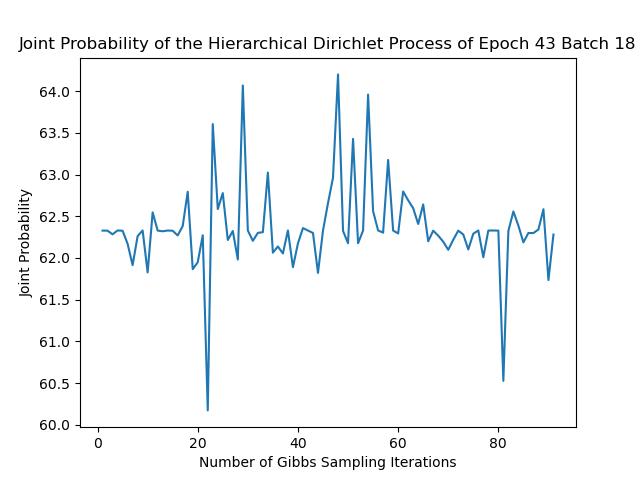 Joint Probability of the Hierarchical Dirichlet Process of Epoch 43 Batch 18
64.0
63.5
63.0
62.5
62.0
61.5
61.0
60.5
60.0
Joint Probability
0 20 40 60 80
Number of Gibbs Sampling Iterations